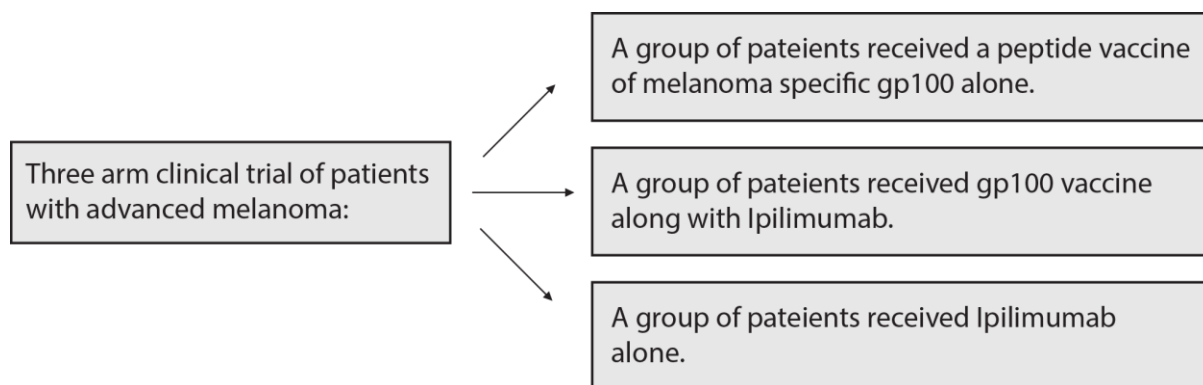 Three arm clinical trial of patients
with advanced melanoma:
A group of pateients received a peptide vaccine
of melanoma specific gp100 alone.
A group of pateients received gp100 vaccine
along with Ipilimumab.
A group of pateients received Ipilimumab
alone.